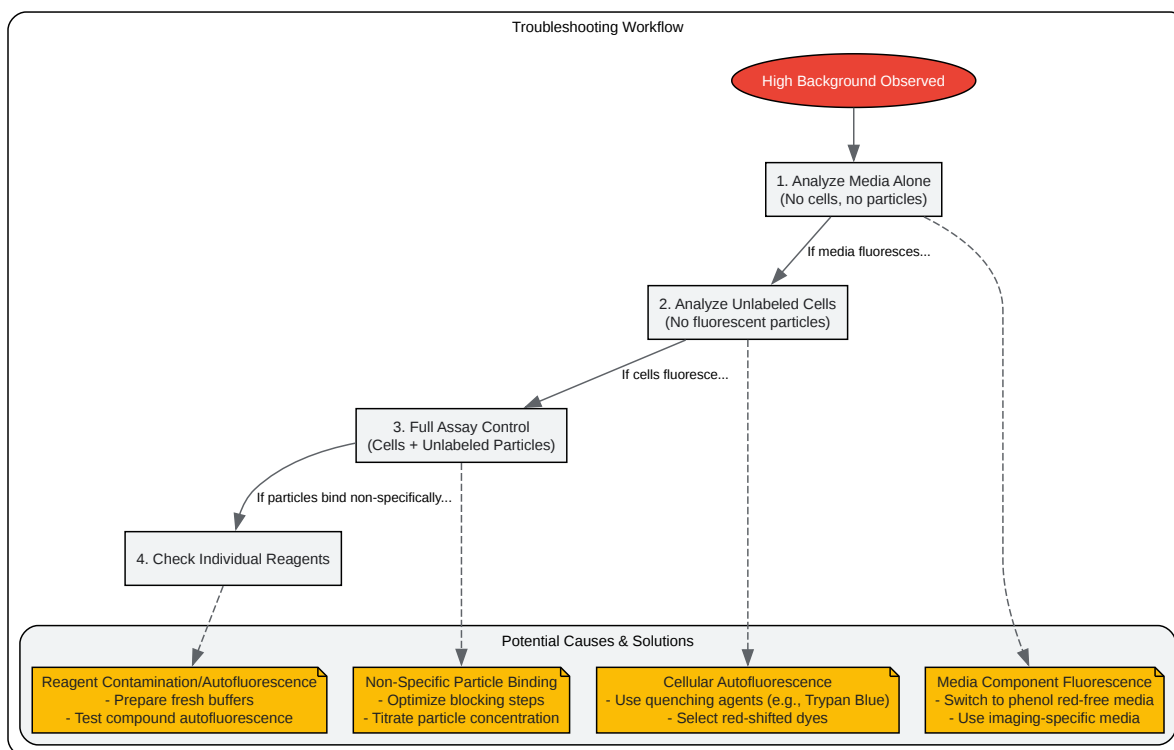 Troubleshooting Workflow
High Background Observed
1. Analyze Media Alone
(No cells, no particles)
If media fluoresces...
2. Analyze Unlabeled Cells
(No fluorescent particles)
If cells fluoresce...
3. Full Assay Control
(Cells + Unlabeled Particles)
If particles bind non-specifically...
4. Check Individual Reagents
Potential Causes & Solutions
Reagent Contamination/Autofluorescence
- Prepare fresh buffers
- Test compound autofluorescence
Non-Specific Particle Binding
- Optimize blocking steps
- Titrate particle concentration
Cellular Autofluorescence
- Use quenching agents (e.g., Trypan Blue)
- Select red-shifted dyes
Media Component Fluorescence
- Switch to phenol red-free media
- Use imaging-specific media